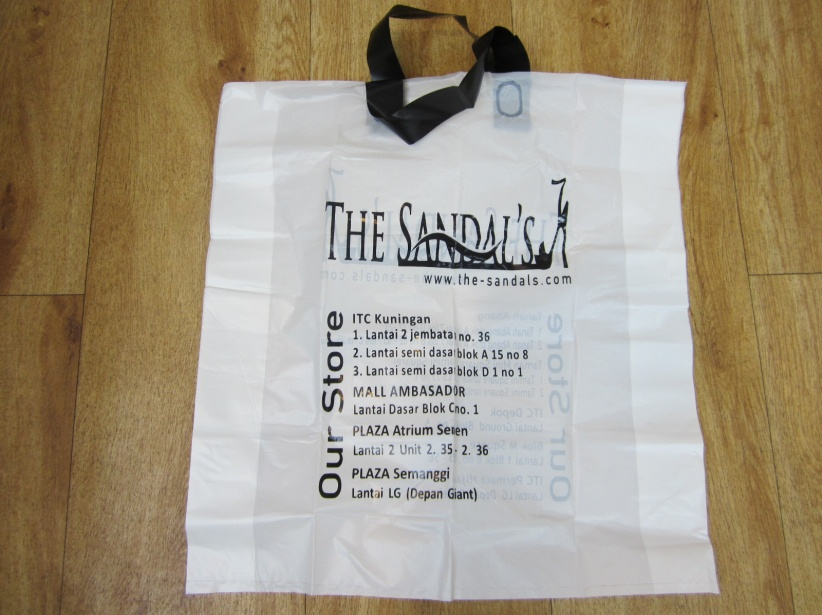 THE SANDAL'S
www.the-sandals.com
Our Store
ITC Kuningan
1. Lantai 2 jembatan no. 36
2. Lantai semi dasar blok A 15 no 8
3. Lantai semi dasar blok D 1 no 1
MALL AMBASADOR
Lantai Dasar Blok C no. 1
PLAZA Atrium Senen
Lantai 2 Unit 2. 35- 2. 36
PLAZA Semanggi
Lantai LG (Depan Giant)